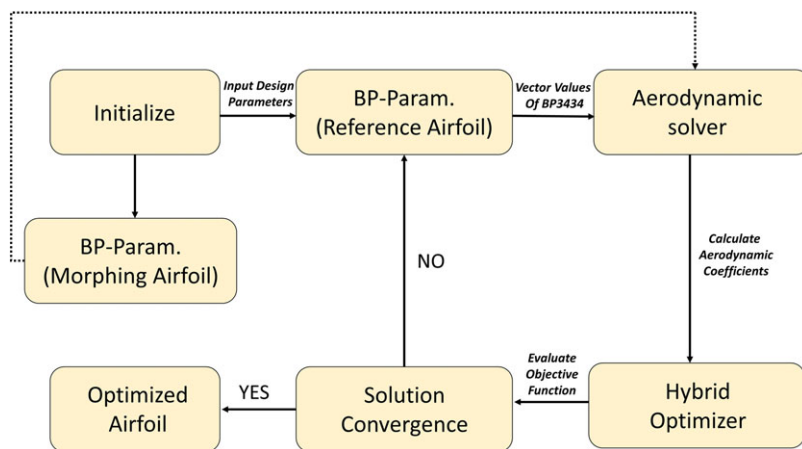 Initialize
Input Design
Parameters
BP-Param.
(Reference Airfoil)
Vector Values
Of BP3434
Aerodynamic
solver
BP-Param.
(Morphing Airfoil)
NO
Calculate
Aerodynamic
Coefficients
Optimized
Airfoil
YES
Solution
Convergence
Evaluate
Objective
Function
Hybrid
Optimizer